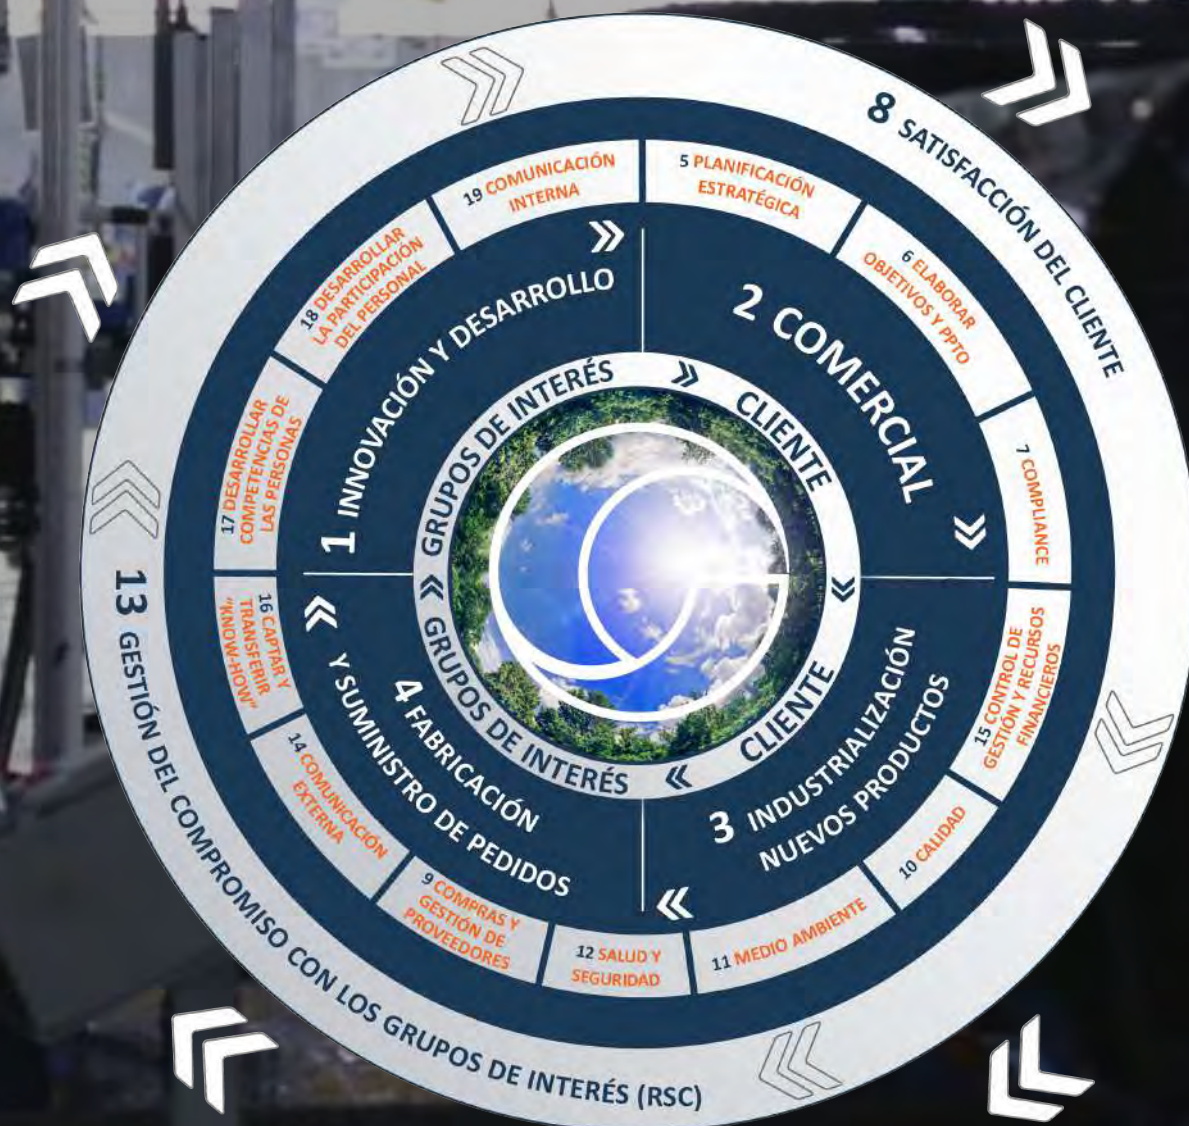 8 SATISFACCIÓN DEL CLIENTE
13 GESTIÓN DEL COMPROMISO CON LOS GRUPOS DE INTERÉS (RSC)
5 PLANIFICACIÓN
ESTRATÉGICA
6 ELABORAR
OBJETIVOS Y PPTO
7 COMPLIANCE
15 CONTROL DE
GESTIÓN Y RECURSOS
FINANCIEROS
10 CALIDAD
11 MEDIO AMBIENTE
12 SALUD Y
SEGURIDAD
9 COMPRAS Y
GESTIÓN DE
PROVEEDORES
14 COMUNICACIÓN
EXTERNA
16 CAPTAR Y
TRANSFERIR
"KNOW-HOW"
17 DESARROLLAR
COMPETENCIAS DE
LAS PERSONAS
18 DESARROLLAR
LA PARTICIPACIÓN
DEL PERSONAL
19 COMUNICACIÓN
INTERNA
1 INNOVACIÓN Y DESARROLLO
2 COMERCIAL
3 INDUSTRIALIZACIÓN
NUEVOS PRODUCTOS
4 FABRICACIÓN
Y SUMINISTRO DE PEDIDOS
GRUPOS DE INTERÉS
CLIENTE
CLIENTE
GRUPOS DE INTERÉS